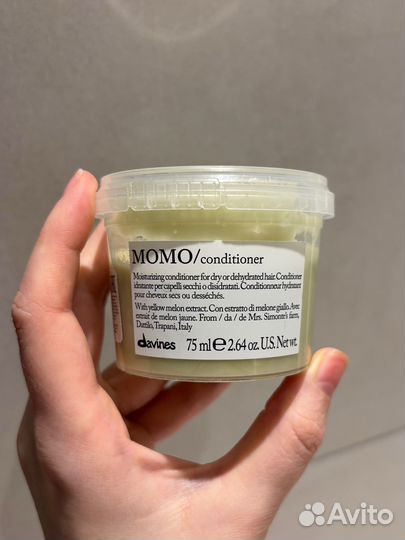 MOMO/conditioner
Moisturizing conditioner for dry or dehydrated hair. Conditioner
idratante per capelli secchi o disidratati. Conditionneur hydratant
pour cheveux secs ou desséchés.
With yellow melon extract. Con estratto di melone giallo. Avec
extrait de melon jaune. From / da / de Mrs. Simonte's farm,
Dattilo, Trapani, Italy
davines 75 ml e 2.64 oz. U.S. Net wt.
Avito